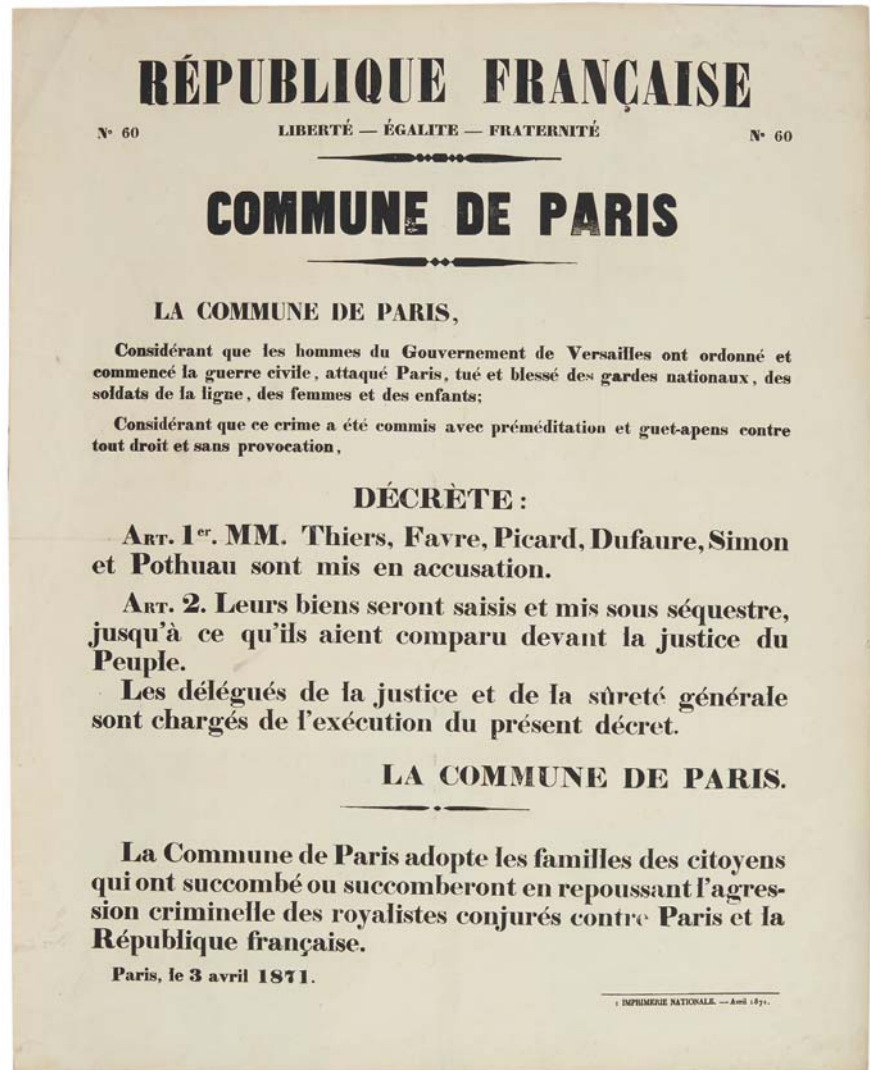 RÉPUBLIQUE FRANÇAISE
N° 60 LIBERTÉ — ÉGALITE — FRATERNITÉ N° 60
COMMUNE DE PARIS
LA COMMUNE DE PARIS,
Considérant que les hommes du Gouvernement de Versailles ont ordonné et
commencé la guerre civile, attaqué Paris, tué et blessé des gardes nationaux, des
soldats de la ligne, des femmes et des enfants;
Considérant que ce crime a été commis avec préméditation et guet-apens contre
tout droit et sans provocation,
DÉCRÈTE :
ART. 1er. MM. Thiers, Favre, Picard, Dufaure, Simon
et Pothuau sont mis en accusation.
ART. 2. Leurs biens seront saisis et mis sous séquestre,
jusqu'à ce qu'ils aient comparu devant la justice du
Peuple.
Les délégués de la justice et de la sûreté générale
sont chargés de l'exécution du présent décret.
LA COMMUNE DE PARIS.
La Commune de Paris adopte les familles des citoyens
qui ont succombé ou succomberont en repoussant l'agres-
sion criminelle des royalistes conjurés contre Paris et la
République française.
Paris, le 3 avril 1871.
1 IMPRIMERIE NATIONALE. — Avril 1871.